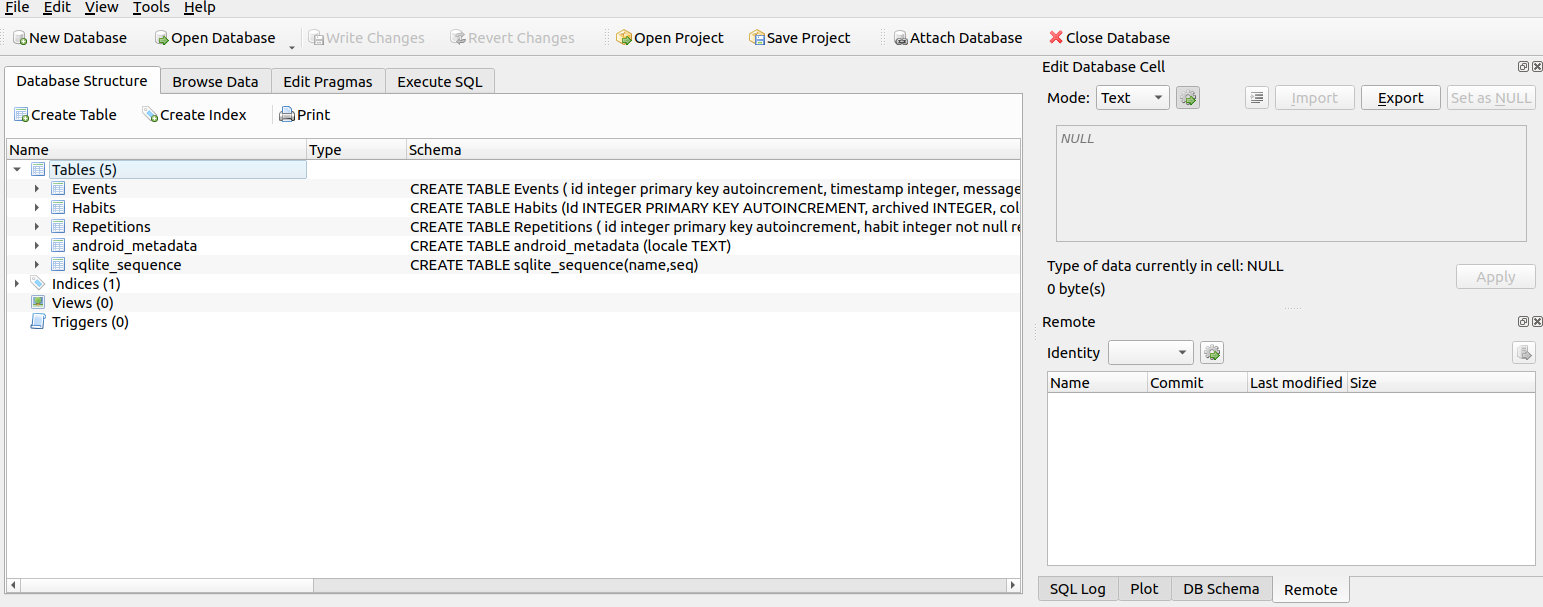 File Edit View Tools Help
New Database Open Database Write Changes Revert Changes Open Project Save Project Attach Database Close Database
Database Structure Browse Data Edit Pragmas Execute SQL
Create Table Create Index Print
Name Type Schema
Tables (5)
Events CREATE TABLE Events ( id integer primary key autoincrement, timestamp integer, message
Habits CREATE TABLE Habits (Id INTEGER PRIMARY KEY AUTOINCREMENT, archived INTEGER, col
Repetitions CREATE TABLE Repetitions ( id integer primary key autoincrement, habit integer not null re
android_metadata CREATE TABLE android_metadata (locale TEXT)
sqlite_sequence CREATE TABLE sqlite_sequence(name,seq)
Indices (1)
Views (0)
Triggers (0)
Edit Database Cell
Mode: Text Import Export Set as NULL
NULL
Type of data currently in cell: NULL
0 byte(s)
Apply
Remote
Identity
Name Commit Last modified Size
SQL Log Plot DB Schema Remote